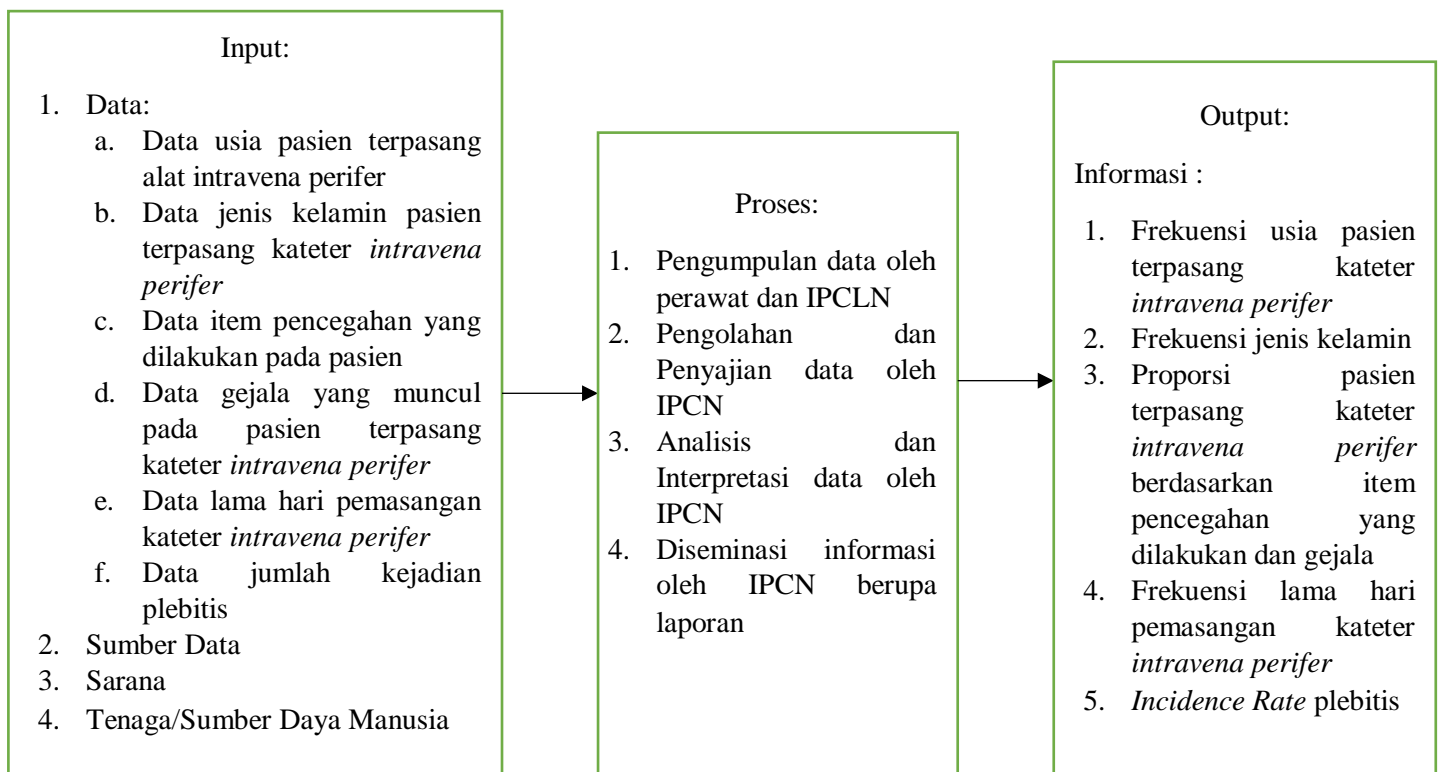 Input:
1. Data:
a. Data usia pasien terpasang
alat intravena perifer
b. Data jenis kelamin pasien
terpasang kateter intravena
perifer
c. Data item pencegahan yang
dilakukan pada pasien
d. Data gejala yang muncul
pada pasien terpasang
kateter intravena perifer
e. Data lama hari pemasangan
kateter intravena perifer
f. Data jumlah kejadian
plebitis
2. Sumber Data
3. Sarana
4. Tenaga/Sumber Daya Manusia
Proses:
1. Pengumpulan data oleh
perawat dan IPCLN
2. Pengolahan dan
Penyajian data oleh
IPCN
3. Analisis dan
Interpretasi data oleh
IPCN
4. Diseminasi informasi
oleh IPCN berupa
laporan
Output:
Informasi :
1. Frekuensi usia pasien
terpasang kateter
intravena perifer
2. Frekuensi jenis kelamin
3. Proporsi pasien
terpasang kateter
intravena perifer
berdasarkan item
pencegahan yang
dilakukan dan gejala
4. Frekuensi lama hari
pemasangan kateter
intravena perifer
5. Incidence Rate plebitis